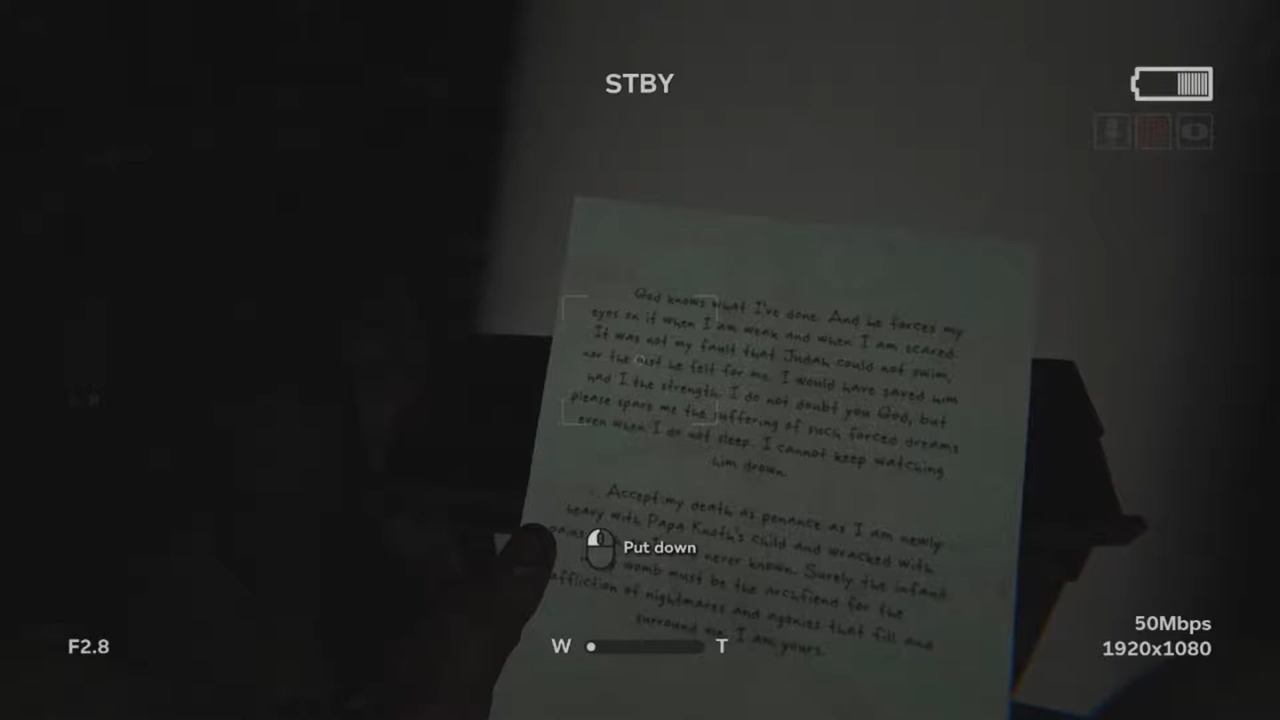 STBY
God knows what I've done. And he forces my
eyes on it when I am weak and when I am scared.
It was not my fault that Judah could not swim,
nor the lust he felt for me. I would have saved him
had I the strength. I do not doubt you God, but
please spare me the suffering of such forced dreams
even when I do not sleep. I cannot keep watching
him drown.
Accept my death as penance as I am newly
heavy with Papa Knoth's child and wracked with
never known. Surely the infant
Put down
womb must be the archfiend for the
affliction of nightmares and agonies that fill and
surround me. I am yours.
F2.8
W
T
50Mbps
1920x1080